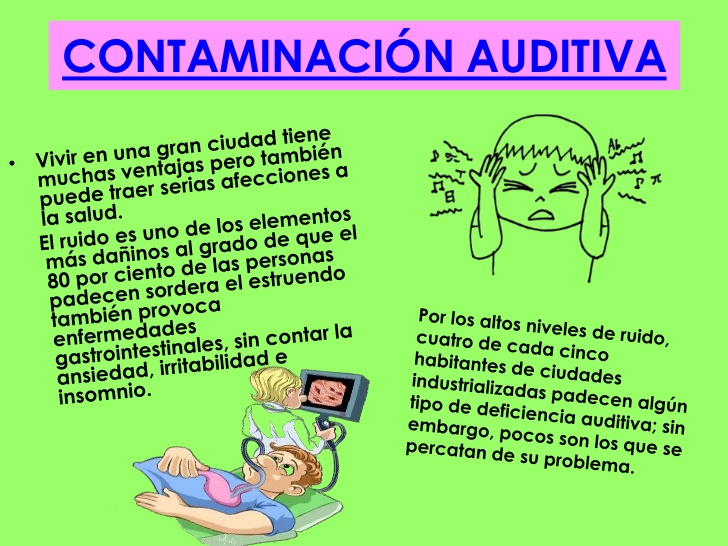 CONTAMINACIÓN AUDITIVA
• Vivir en una gran ciudad tiene
muchas ventajas pero también
puede traer serias afecciones a
la salud.
El ruido es uno de los elementos
más dañinos al grado de que el
80 por ciento de las personas
padecen sordera el estruendo
también provoca
enfermedades
gastrointestinales, sin contar la
ansiedad, irritabilidad e
insomnio.
Por los altos niveles de ruido,
cuatro de cada cinco
habitantes de ciudades
industrializadas padecen algún
tipo de deficiencia auditiva; sin
embargo, pocos son los que se
percatan de su problema.